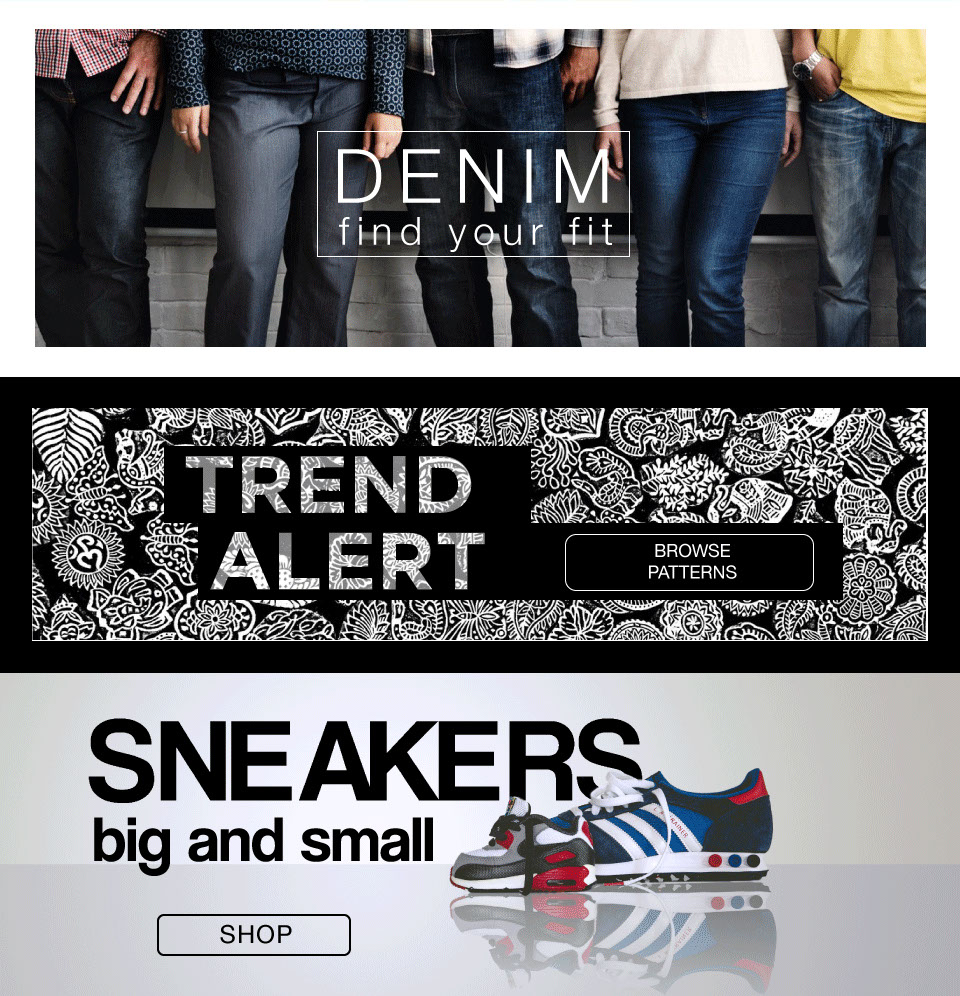 DENIM
find your fit
TREND
ALERT
BROWSE
PATTERNS
SNEAKERS
big and small
SHOP